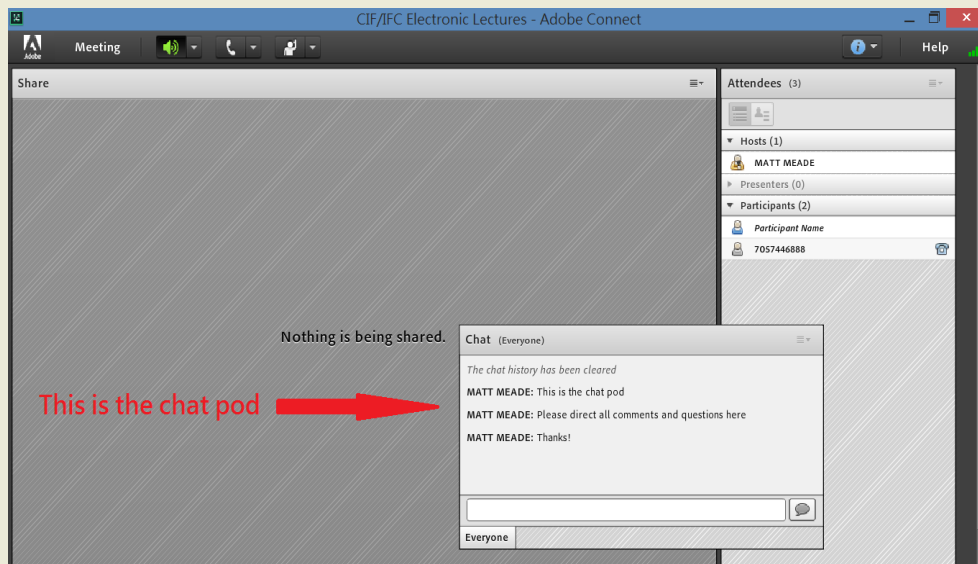 CIF/IFC Electronic Lectures - Adobe Connect
Adobe
Meeting
Help
Share
Attendees (3)
Hosts (1)
MATT MEADE
Presenters (0)
Participants (2)
Participant Name
7057446888
Nothing is being shared.
Chat (Everyone)
The chat history has been cleared
MATT MEADE: This is the chat pod
MATT MEADE: Please direct all comments and questions here
MATT MEADE: Thanks!
Everyone
This is the chat pod